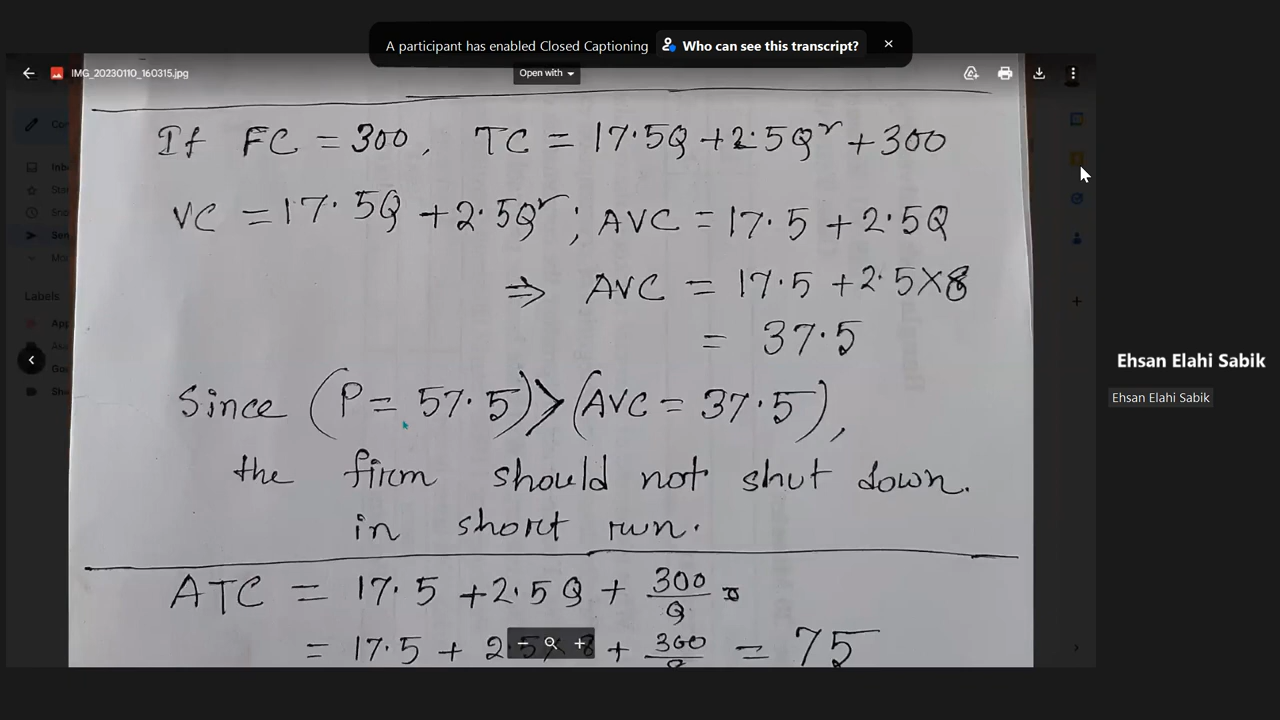 A participant has enabled Closed Captioning Who can see this transcript?
IMG_20230110_160315.jpg
Open with
If FC = 300, TC = 17.5Q + 2.5Q² + 300
VC = 17.5Q + 2.5Q²; AVC = 17.5 + 2.5Q
⇒ AVC = 17.5 + 2.5×8
= 37.5
Since (P = 57.5) > (AVC = 37.5),
the firm should not shut down.
in short run.
ATC = 17.5 + 2.5Q + 300/Q =
= 17.5 + 2.5× 8 + 300/8 = 75
Labels
Ehsan Elahi Sabik
Ehsan Elahi Sabik